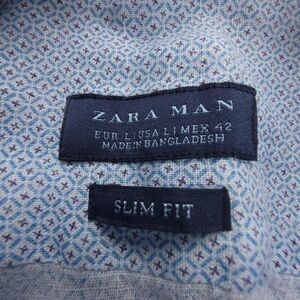 ZARA MAN
EUR L|USA L|MEX 42
MADE IN BANGLADESH
SLIM FIT